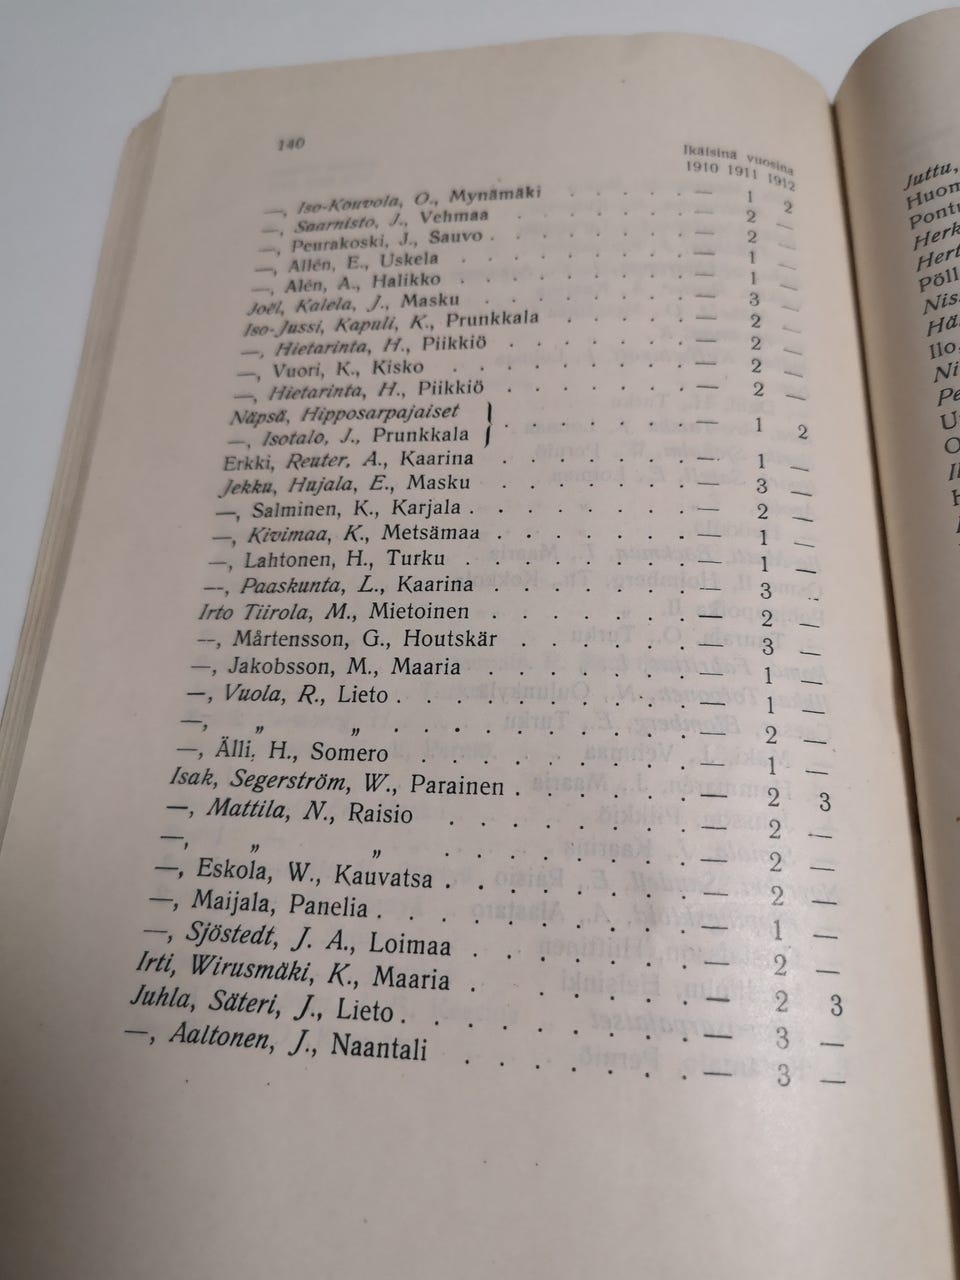 140
Ikäisinä vuosina
1910 1911 1912
—, Iso-Kouvola, O., Mynämäki . . . . . — 1 2
—, Saarnisto, J., Vehmaa . . . . . . — 2 —
—, Peurakoski, J., Sauvo . . . . . . . — 2 —
—, Allén, E., Uskela . . . . . . . — 1 —
—, Alén, A., Halikko . . . . . . . — 1 —
Joël, Kalela, J., Masku . . . . . . — 3 —
Iso-Jussi, Kapuli, K., Prunkkala . . . . . — 2 —
—, Hietarinta, H., Piikkiö . . . . . . — 2 —
—, Vuori, K., Kisko . . . . . . . — 2 —
—, Hietarinta, H., Piikkiö . . . . . . — 2 —
Näpsä, Hipposarpajaiset }
—, Isotalo, J., Prunkkala } . . . . . . — 1 2
Erkki, Reuter, A., Kaarina . . . . . . — 1 —
Jekku, Hujala, E., Masku . . . . . . — 3 —
—, Salminen, K., Karjala . . . . . . . — 2 —
—, Kivimaa, K., Metsämaa . . . . . . — 1 —
—, Lahtonen, H., Turku . . . . . . . — 1 —
—, Paaskunta, L., Kaarina . . . . . . — 3 —
Irto Tiirola, M., Mietoinen . . . . . . — 2 —
—, Mårtensson, G., Houtskär . . . . . — 3 —
—, Jakobsson, M., Maaria . . . . . . — 1 —
—, Vuola, R., Lieto . . . . . . . . — 1 —
—, „ „ . . . . . . . . — 2 —
—, Älli, H., Somero . . . . . . . — 1 —
Isak, Segerström, W., Parainen . . . . . . — 2 3
—, Mattila, N., Raisio . . . . . . . — 2 —
—, „ „ . . . . . . . — 2 —
—, Eskola, W., Kauvatsa . . . . . . . — 2 —
—, Maijala, Panelia . . . . . . . . — 1 —
—, Sjöstedt, J. A., Loimaa . . . . . . — 2 —
Irti, Wirusmäki, K., Maaria . . . . . — 2 3
Juhla, Säteri, J., Lieto . . . . . . . . — 3 —
—, Aaltonen, J., Naantali . . . . . . — 3 —
Juttu,